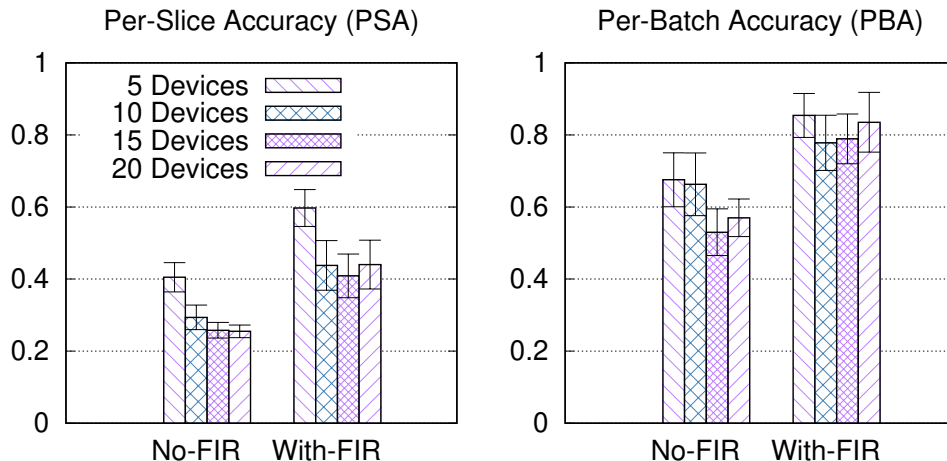 Per-Slice Accuracy (PSA)
1
0.8
0.6
0.4
0.2
0
5 Devices
10 Devices
15 Devices
20 Devices
No-FIR
With-FIR
Per-Batch Accuracy (PBA)
1
0.8
0.6
0.4
0.2
0
No-FIR
With-FIR